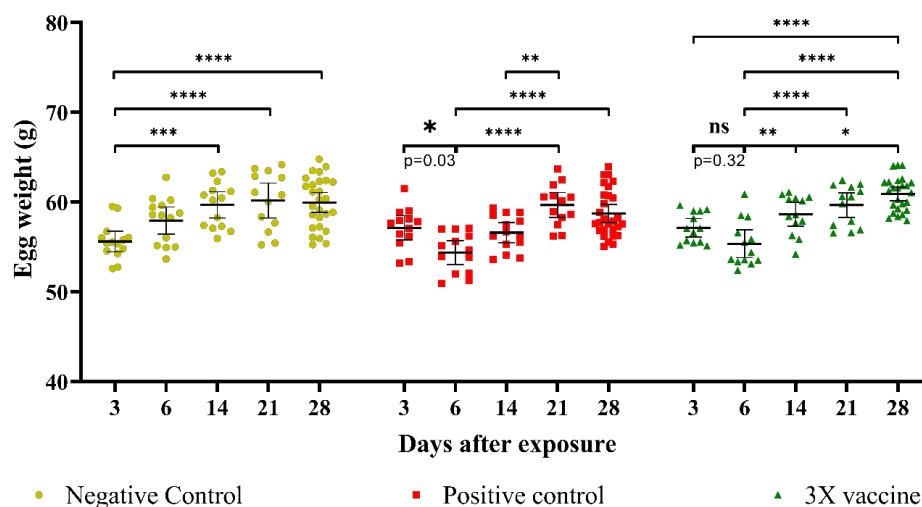 80
70
60
50
40
Egg weight (g)
****
****
****
**
****
****
****
***
*
****
ns
**
*
p=0.03
p=0.32
3 6 14 21 28 3 6 14 21 28 3 6 14 21 28
Days after exposure
Negative Control Positive control 3X vaccine